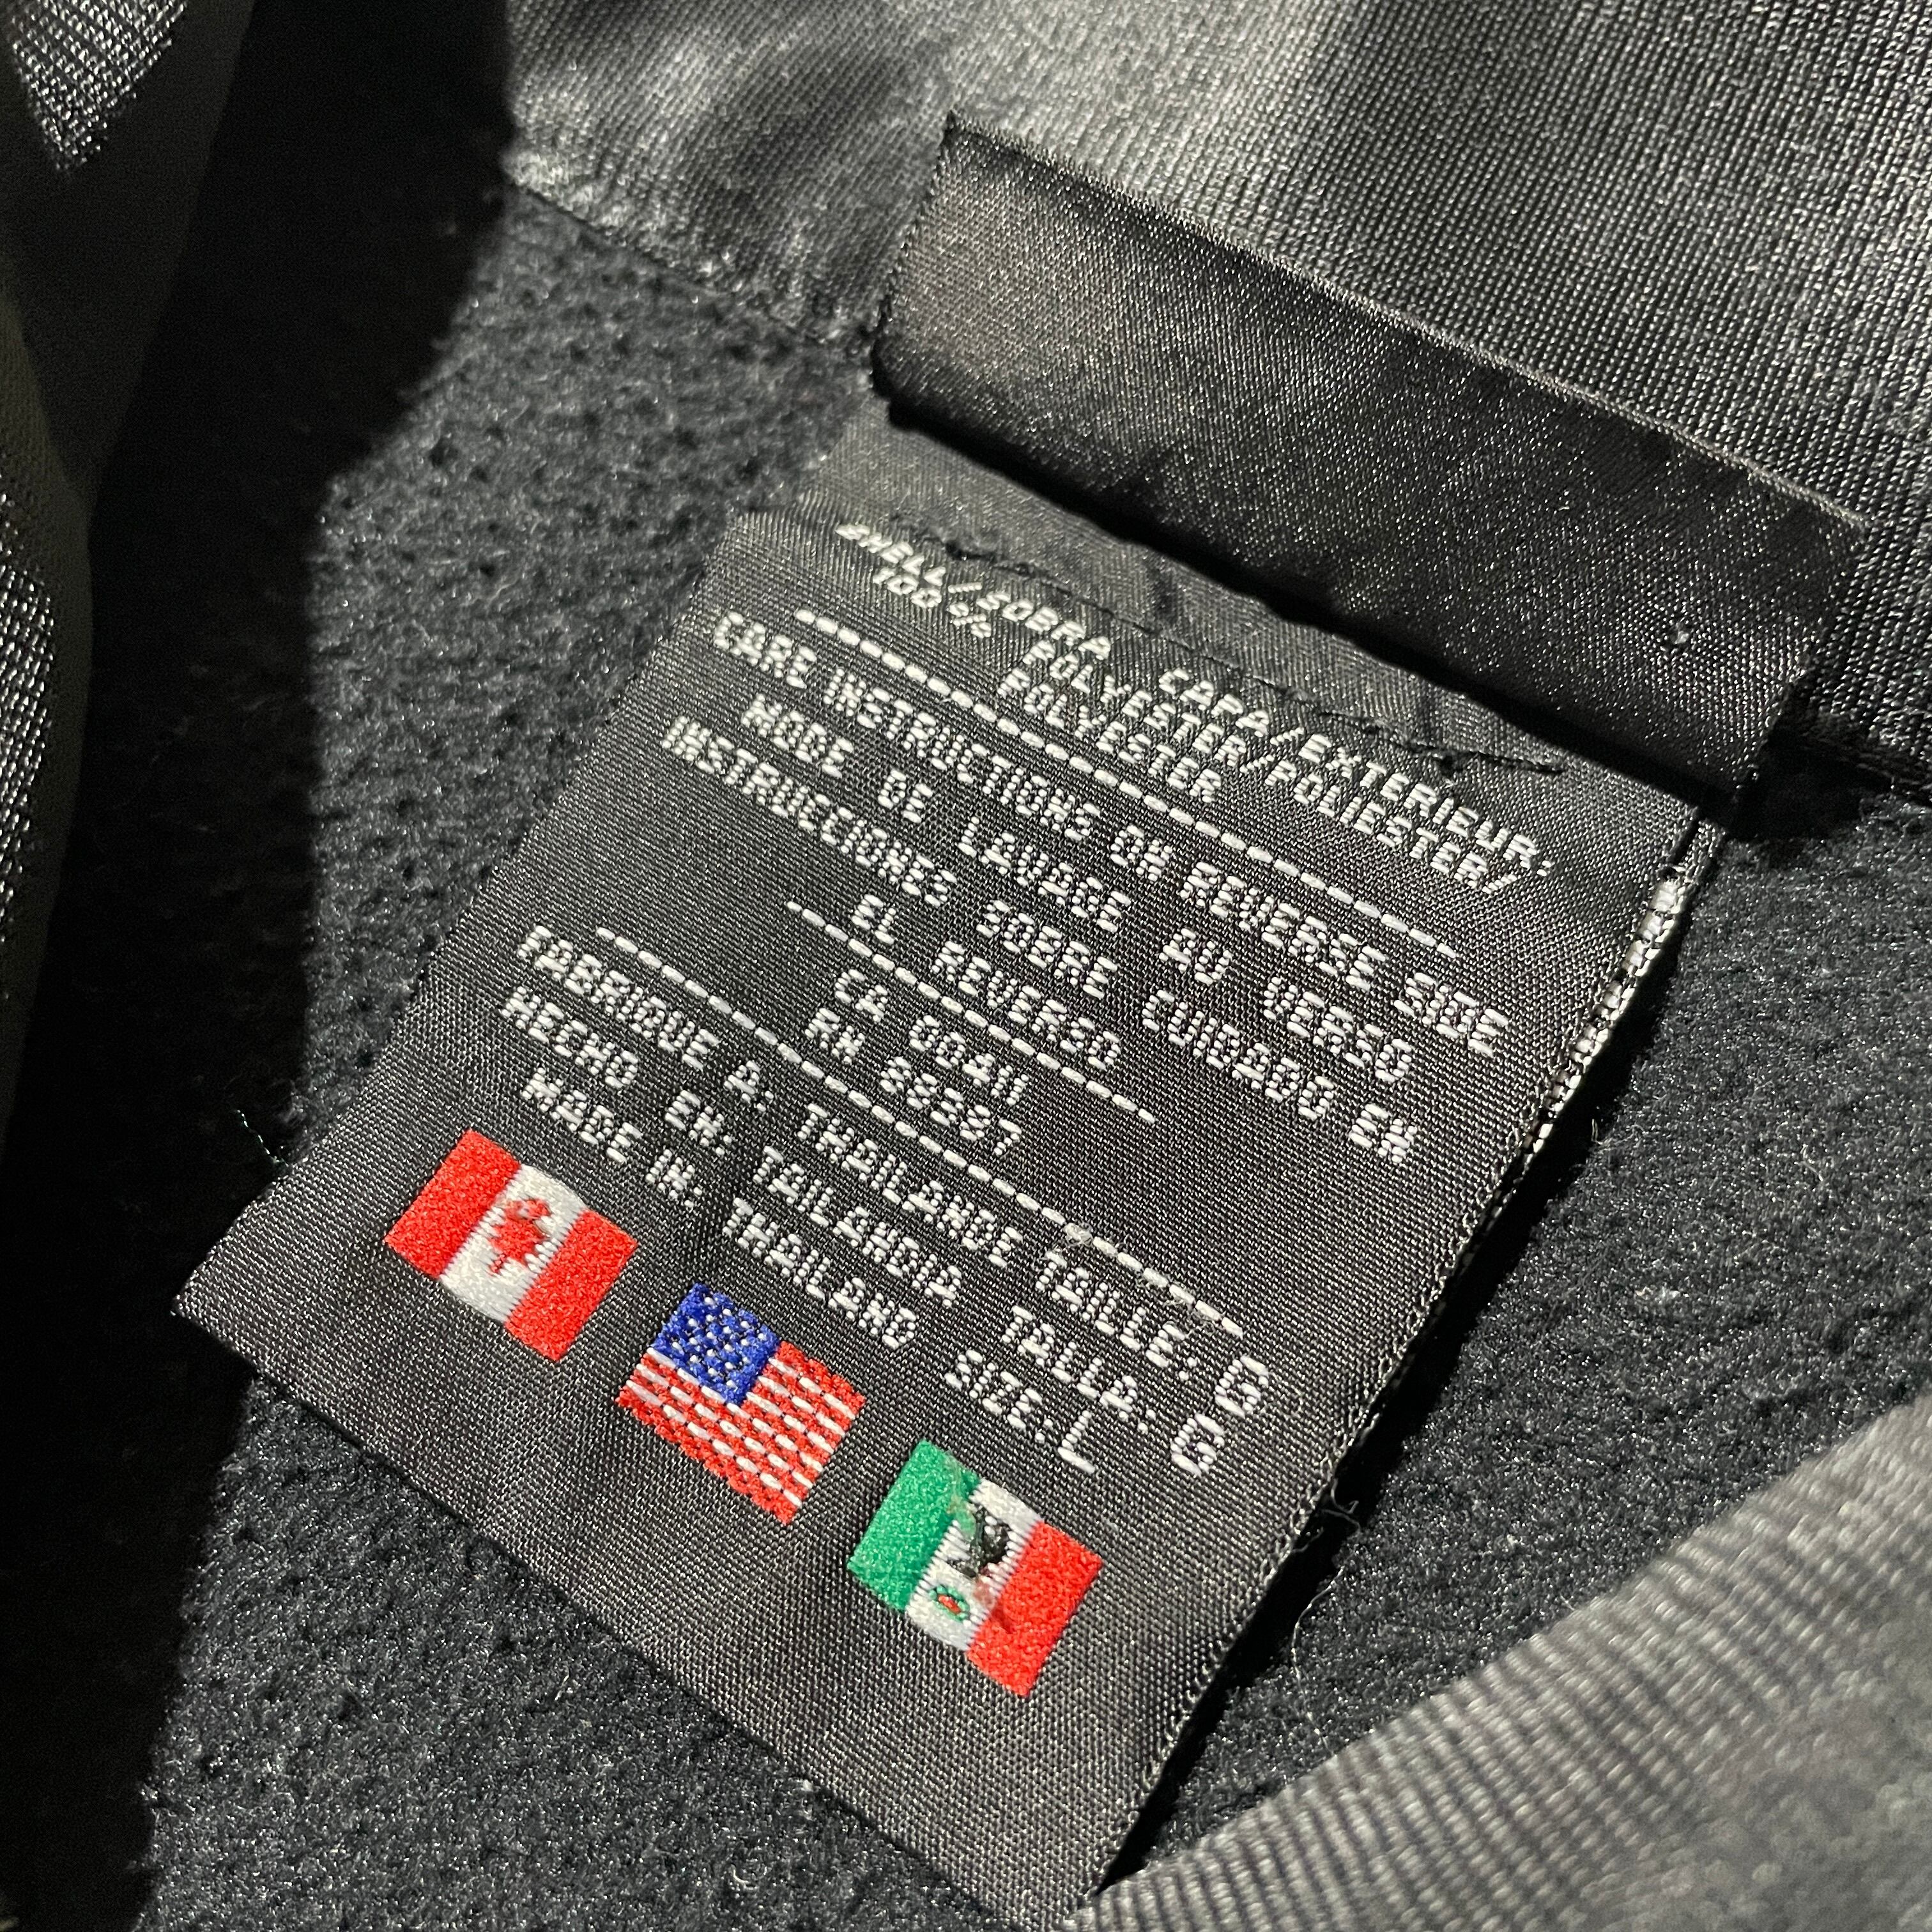 SHELL/SOBRA CAPA/EXTERIEUR:
100% POLYESTER/POLIESTER/
POLYESTER
CARE INSTRUCTIONS ON REVERSE SIDE
MODE DE LAVAGE AU VERSO
INSTRUCCIONES SOBRE CUIDADO EN
EL REVERSO
CA 00411
RN 69387
FABRIQUE A: THAILANDE TAILLE: G
HECHO EN: TAILANDIA TALLA: G
MADE IN: THAILAND SIZE: L